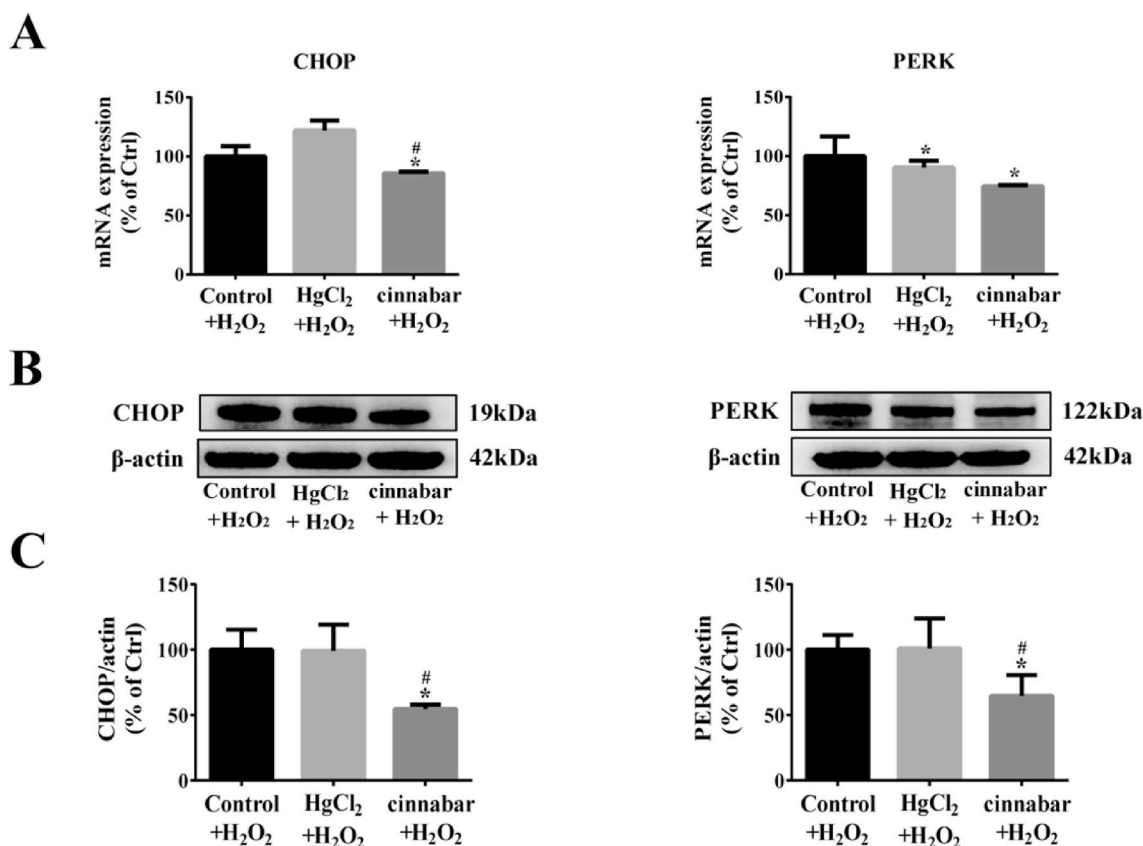 A
CHOP
mRNA expression
(% of Ctrl)
150
100
50
0
#
*
Control
+H₂O₂
HgCl₂
+H₂O₂
cinnabar
+H₂O₂
PERK
mRNA expression
(% of Ctrl)
150
100
50
0
*
*
Control
+H₂O₂
HgCl₂
+H₂O₂
cinnabar
+H₂O₂
B
CHOP
19kDa
β-actin
42kDa
Control
+H2O2
HgCl2
+ H2O2
cinnabar
+ H2O2
PERK
122kDa
β-actin
42kDa
Control
+H2O2
HgCl2
+ H2O2
cinnabar
+ H2O2
C
CHOP/actin
(% of Ctrl)
150
100
50
0
#
*
Control
+H₂O₂
HgCl₂
+H₂O₂
cinnabar
+H₂O₂
PERK/actin
(% of Ctrl)
150
100
50
0
#
*
Control
+H₂O₂
HgCl₂
+H₂O₂
cinnabar
+H₂O₂